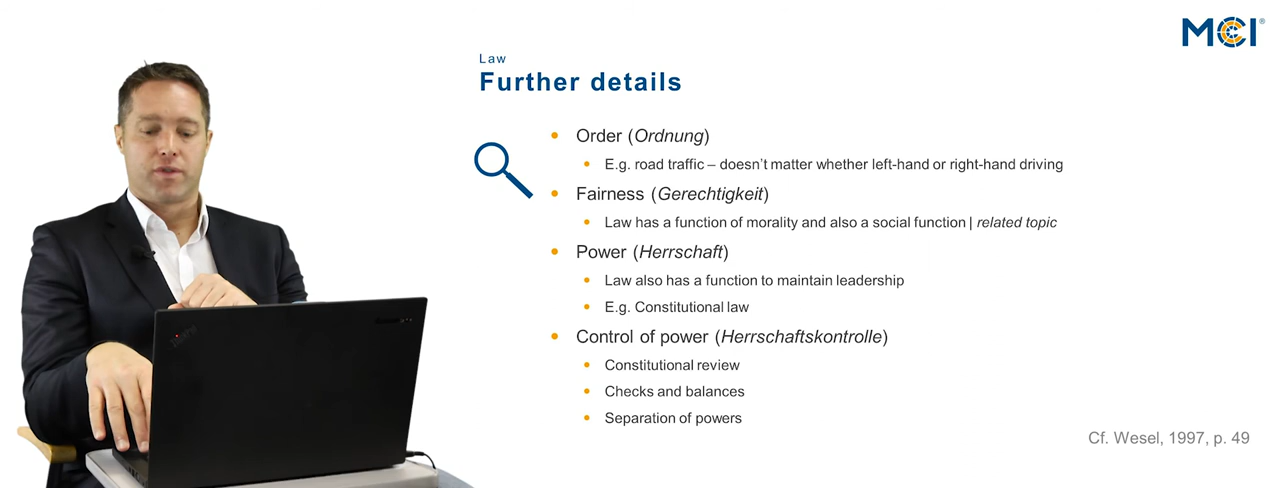 MCI®
Law
Further details
• Order (Ordnung)
• E.g. road traffic – doesn't matter whether left-hand or right-hand driving
• Fairness (Gerechtigkeit)
• Law has a function of morality and also a social function | related topic
• Power (Herrschaft)
• Law also has a function to maintain leadership
• E.g. Constitutional law
• Control of power (Herrschaftskontrolle)
• Constitutional review
• Checks and balances
• Separation of powers
Cf. Wesel, 1997, p. 49